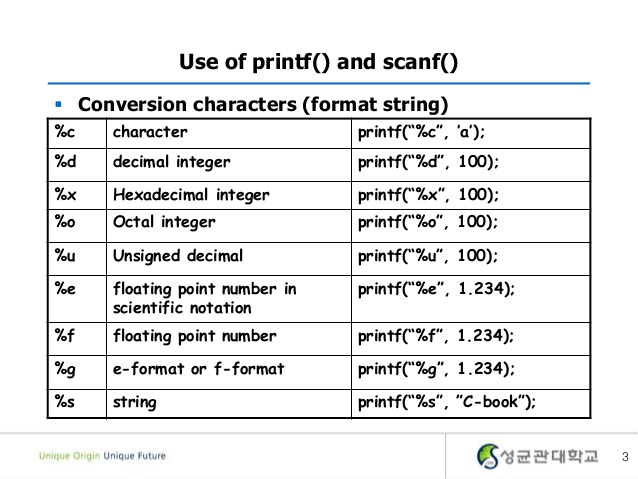 Use of printf() and scanf()
▪ Conversion characters (format string)
%c character printf(“%c”, ’a’);
%d decimal integer printf(“%d”, 100);
%x Hexadecimal integer printf(“%x”, 100);
%o Octal integer printf(“%o”, 100);
%u Unsigned decimal printf(“%u”, 100);
%e floating point number in printf(“%e”, 1.234);
scientific notation
%f floating point number printf(“%f”, 1.234);
%g e-format or f-format printf(“%g”, 1.234);
%s string printf(“%s”, ”C-book”);
Unique Origin Unique Future
성균관대학교
3